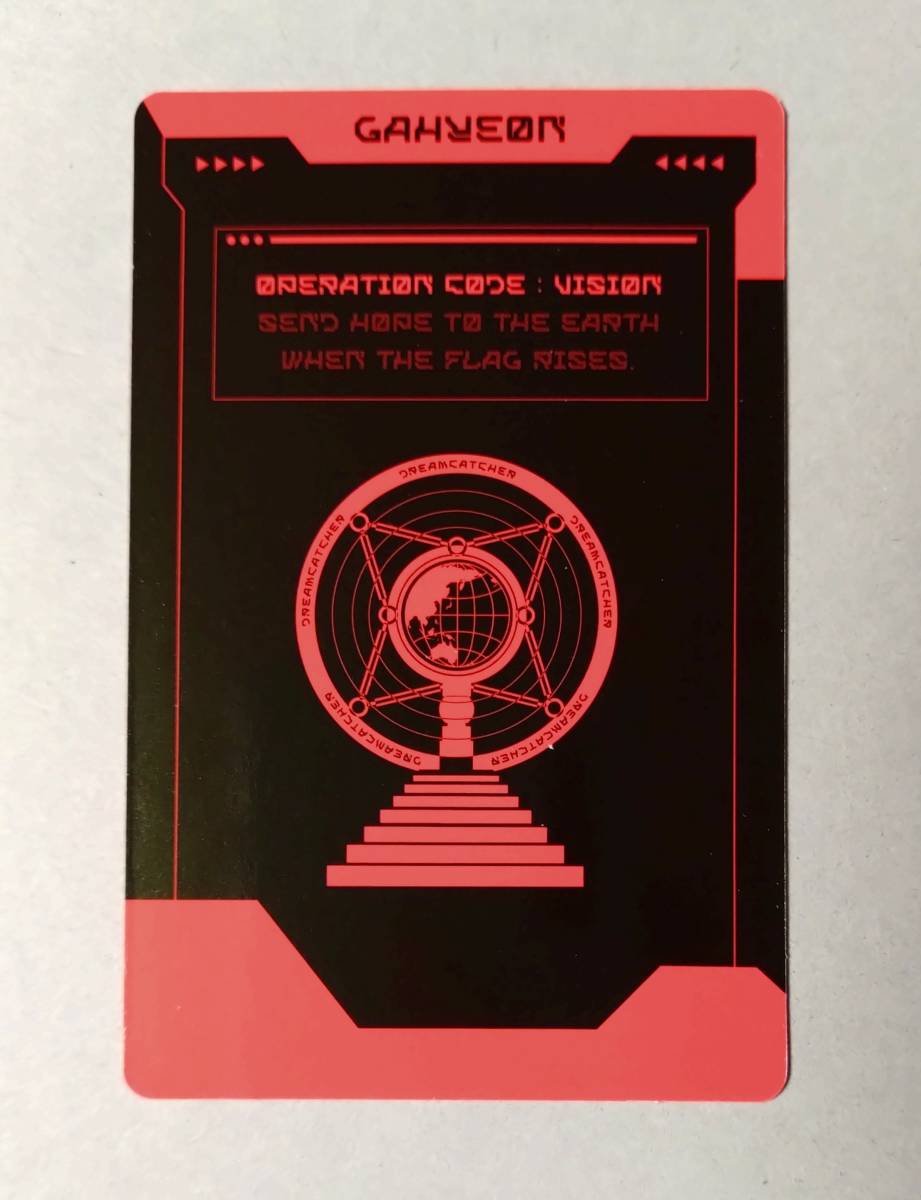 GAHYEON
OPERATION CODE : VISION
SEND HOPE TO THE EARTH
WHEN THE FLAG RISES.
DREAMCATCHER
DREAMCATCHER
DREAMCATCHER
DREAMCATCHER
DREAMCATCHER